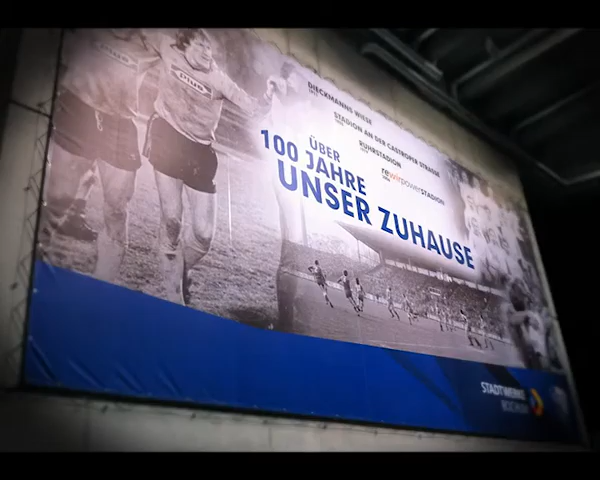 DIECKMANNS WIESE
STADION AN DER CASTROPER STRASSE
RUHRSTADION
rewirpowerSTADION
ÜBER
100 JAHRE
UNSER ZUHAUSE
STADTWERKE
BOCHUM